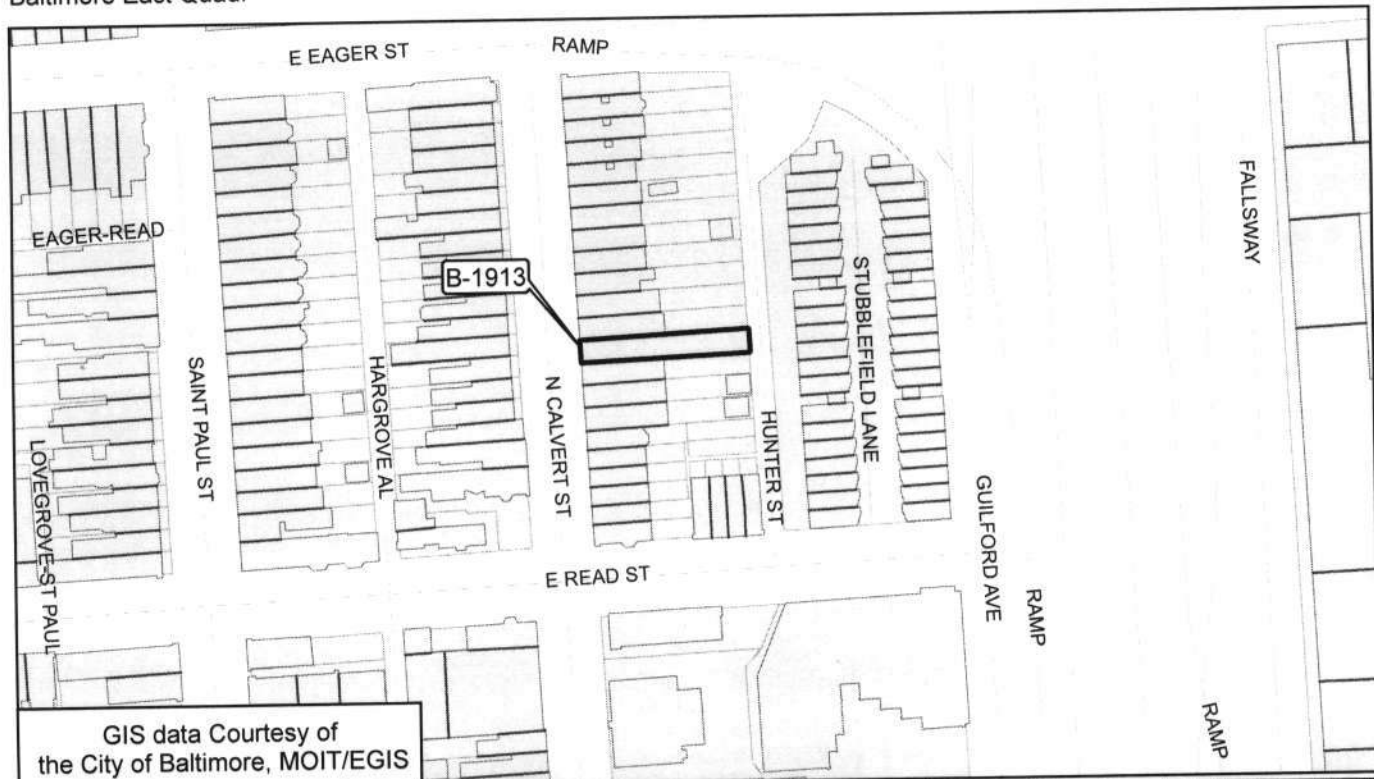 Baltimore East Quad.
E EAGER ST
RAMP
EAGER-READ
B-1913
FALLSWAY
STUBBLEFIELD LANE
SAINT PAUL ST
HARGROVE AL
N CALVERT ST
HUNTER ST
LOVEGROVE-ST PAUL
GUILFORD AVE
E READ ST
RAMP
RAMP
GIS data Courtesy of
the City of Baltimore, MOIT/EGIS